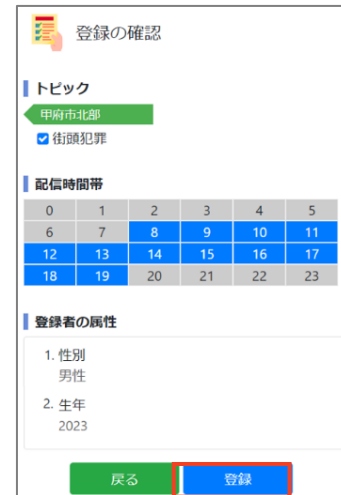 登録の確認
トピック
甲府市北部
街頭犯罪
配信時間帯
0 1 2 3 4 5
6 7 8 9 10 11
12 13 14 15 16 17
18 19 20 21 22 23
登録者の属性
1. 性別
男性
2. 生年
2023
戻る 登録